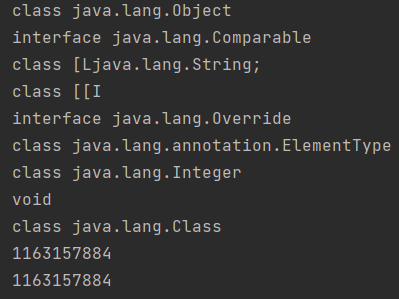 class java.lang.Object
interface java.lang.Comparable
class [Ljava.lang.String;
class [[I
interface java.lang.Override
class java.lang.annotation.ElementType
class java.lang.Integer
void
class java.lang.Class
1163157884
1163157884